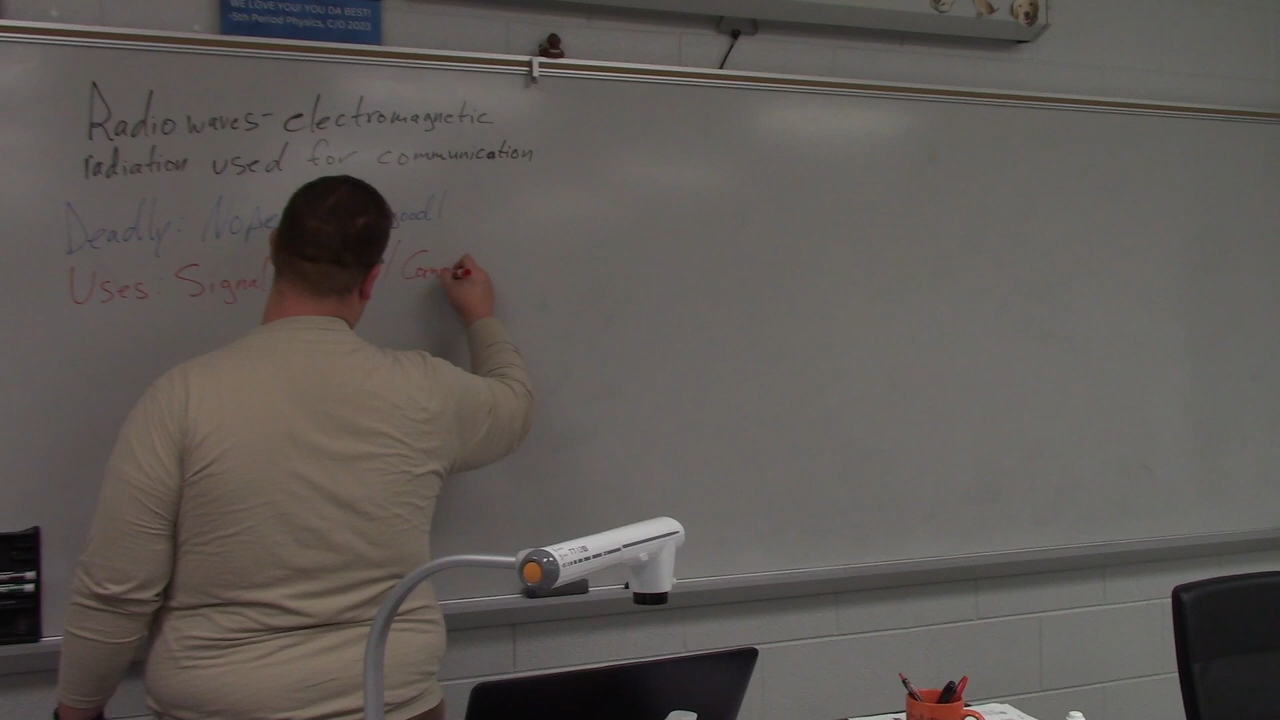 WE LOVE YOU! YOU DA BEST!
-5th Period Physics, C/O 2023
Radio waves - electromagnetic
radiation used for communication
Deadly: Nope good!
Uses: Signal